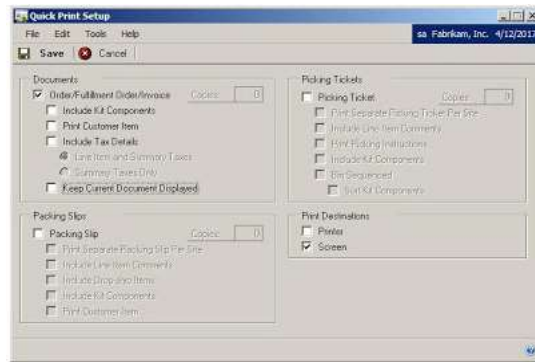 Quick Print Setup
File Edit Tools Help
sa Fabrikam, Inc. 4/12/2017
Save Cancel
Documents
Order/Fulfillment Order/Invoice Copies: 0
Include Kit Components
Print Customer Item
Include Tax Details
Line Item and Summary Taxes
Summary Taxes Only
Keep Current Document Displayed
Packing Slips
Packing Slip Copies: 0
Print Separate Packing Slip Per Site
Include Line Item Comments
Include Drop-ship Items
Include Kit Components
Print Customer Item
Picking Tickets
Picking Ticket Copies: 0
Print Separate Picking Ticket Per Site
Include Line Item Comments
Print Picking Instructions
Include Kit Components
Bin Sequenced
Sort Kit Components
Print Destinations
Printer
Screen